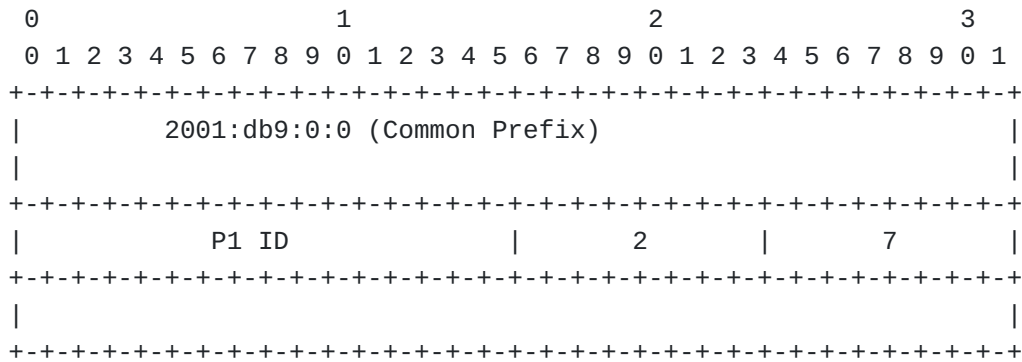 0                   1                   2                   3
 0 1 2 3 4 5 6 7 8 9 0 1 2 3 4 5 6 7 8 9 0 1 2 3 4 5 6 7 8 9 0 1
+-+-+-+-+-+-+-+-+-+-+-+-+-+-+-+-+-+-+-+-+-+-+-+-+-+-+-+-+-+-+-+-+
|         2001:db9:0:0 (Common Prefix)                          |
|                                                               |
+-+-+-+-+-+-+-+-+-+-+-+-+-+-+-+-+-+-+-+-+-+-+-+-+-+-+-+-+-+-+-+-+
|            P1 ID              |       2       |       7       |
+-+-+-+-+-+-+-+-+-+-+-+-+-+-+-+-+-+-+-+-+-+-+-+-+-+-+-+-+-+-+-+-+
|                                                               |
+-+-+-+-+-+-+-+-+-+-+-+-+-+-+-+-+-+-+-+-+-+-+-+-+-+-+-+-+-+-+-+-+